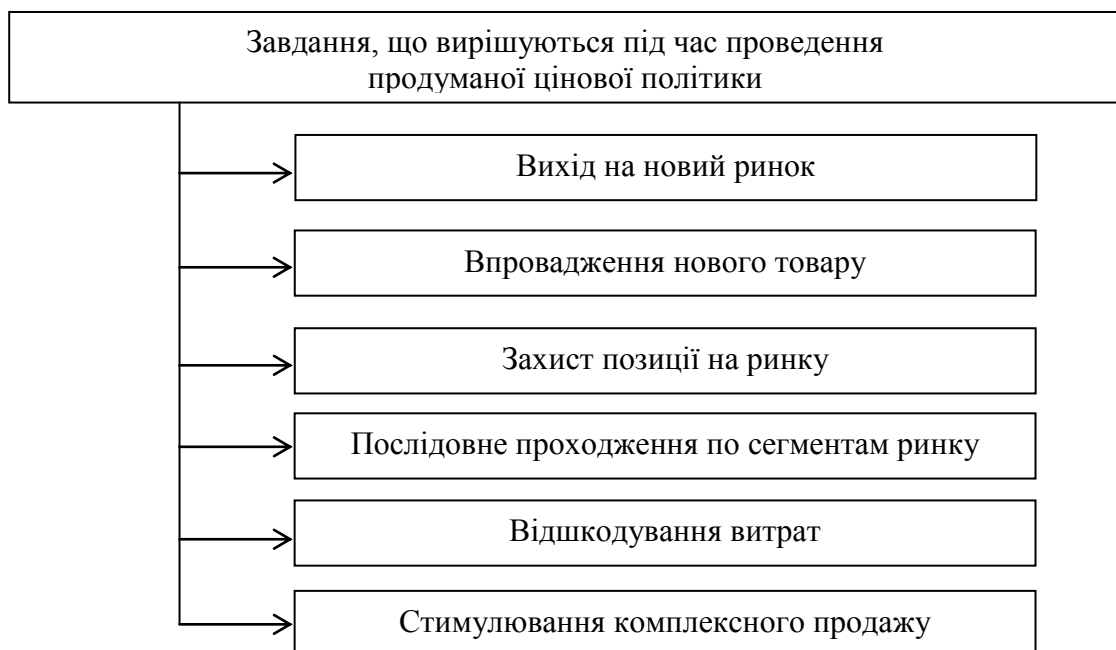 Завдання, що вирішуються під час проведення
продуманої цінової політики
Вихід на новий ринок
Впровадження нового товару
Захист позиції на ринку
Послідовне проходження по сегментам ринку
Відшкодування витрат
Стимулювання комплексного продажу